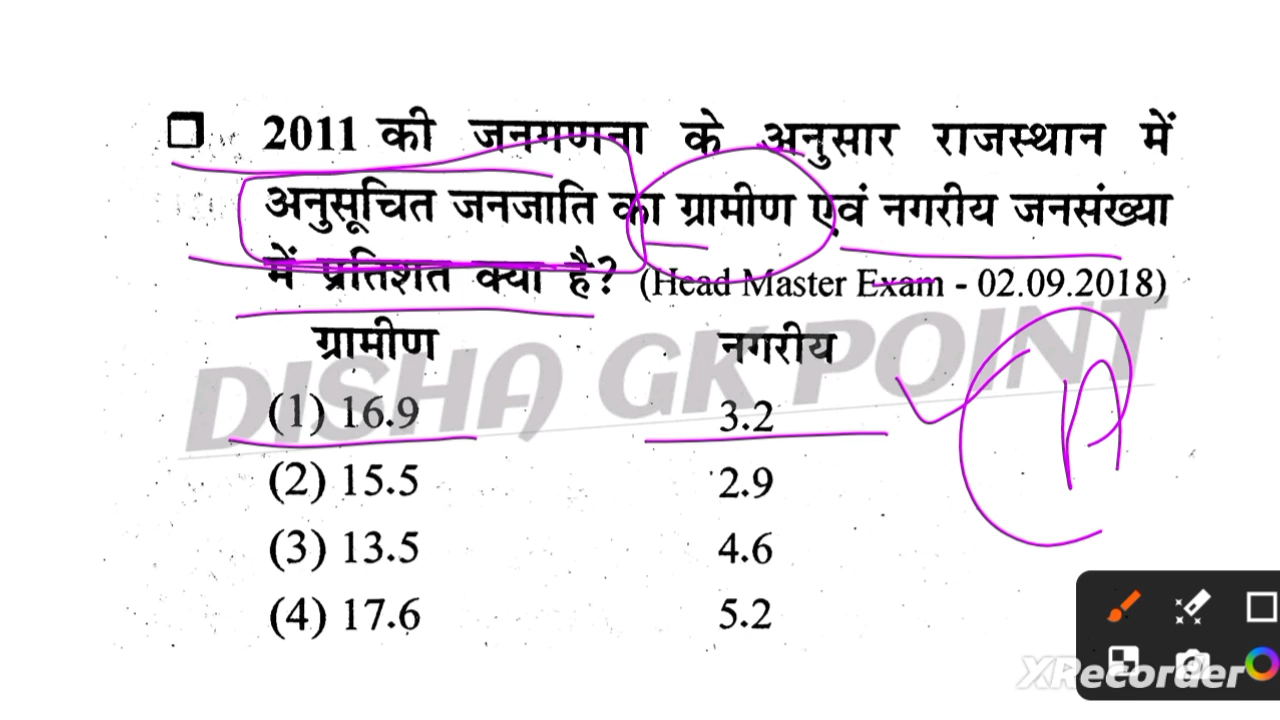 2011 की जनगणना के अनुसार राजस्थान में
अनुसूचित जनजाति का ग्रामीण एवं नगरीय जनसंख्या
में प्रतिशत क्या है? (Head Master Exam - 02.09.2018)
ग्रामीण नगरीय
DISHA GK POINT
(1) 16.9 3.2
(2) 15.5 2.9
(3) 13.5 4.6
(4) 17.6 5.2
A
XRecorder